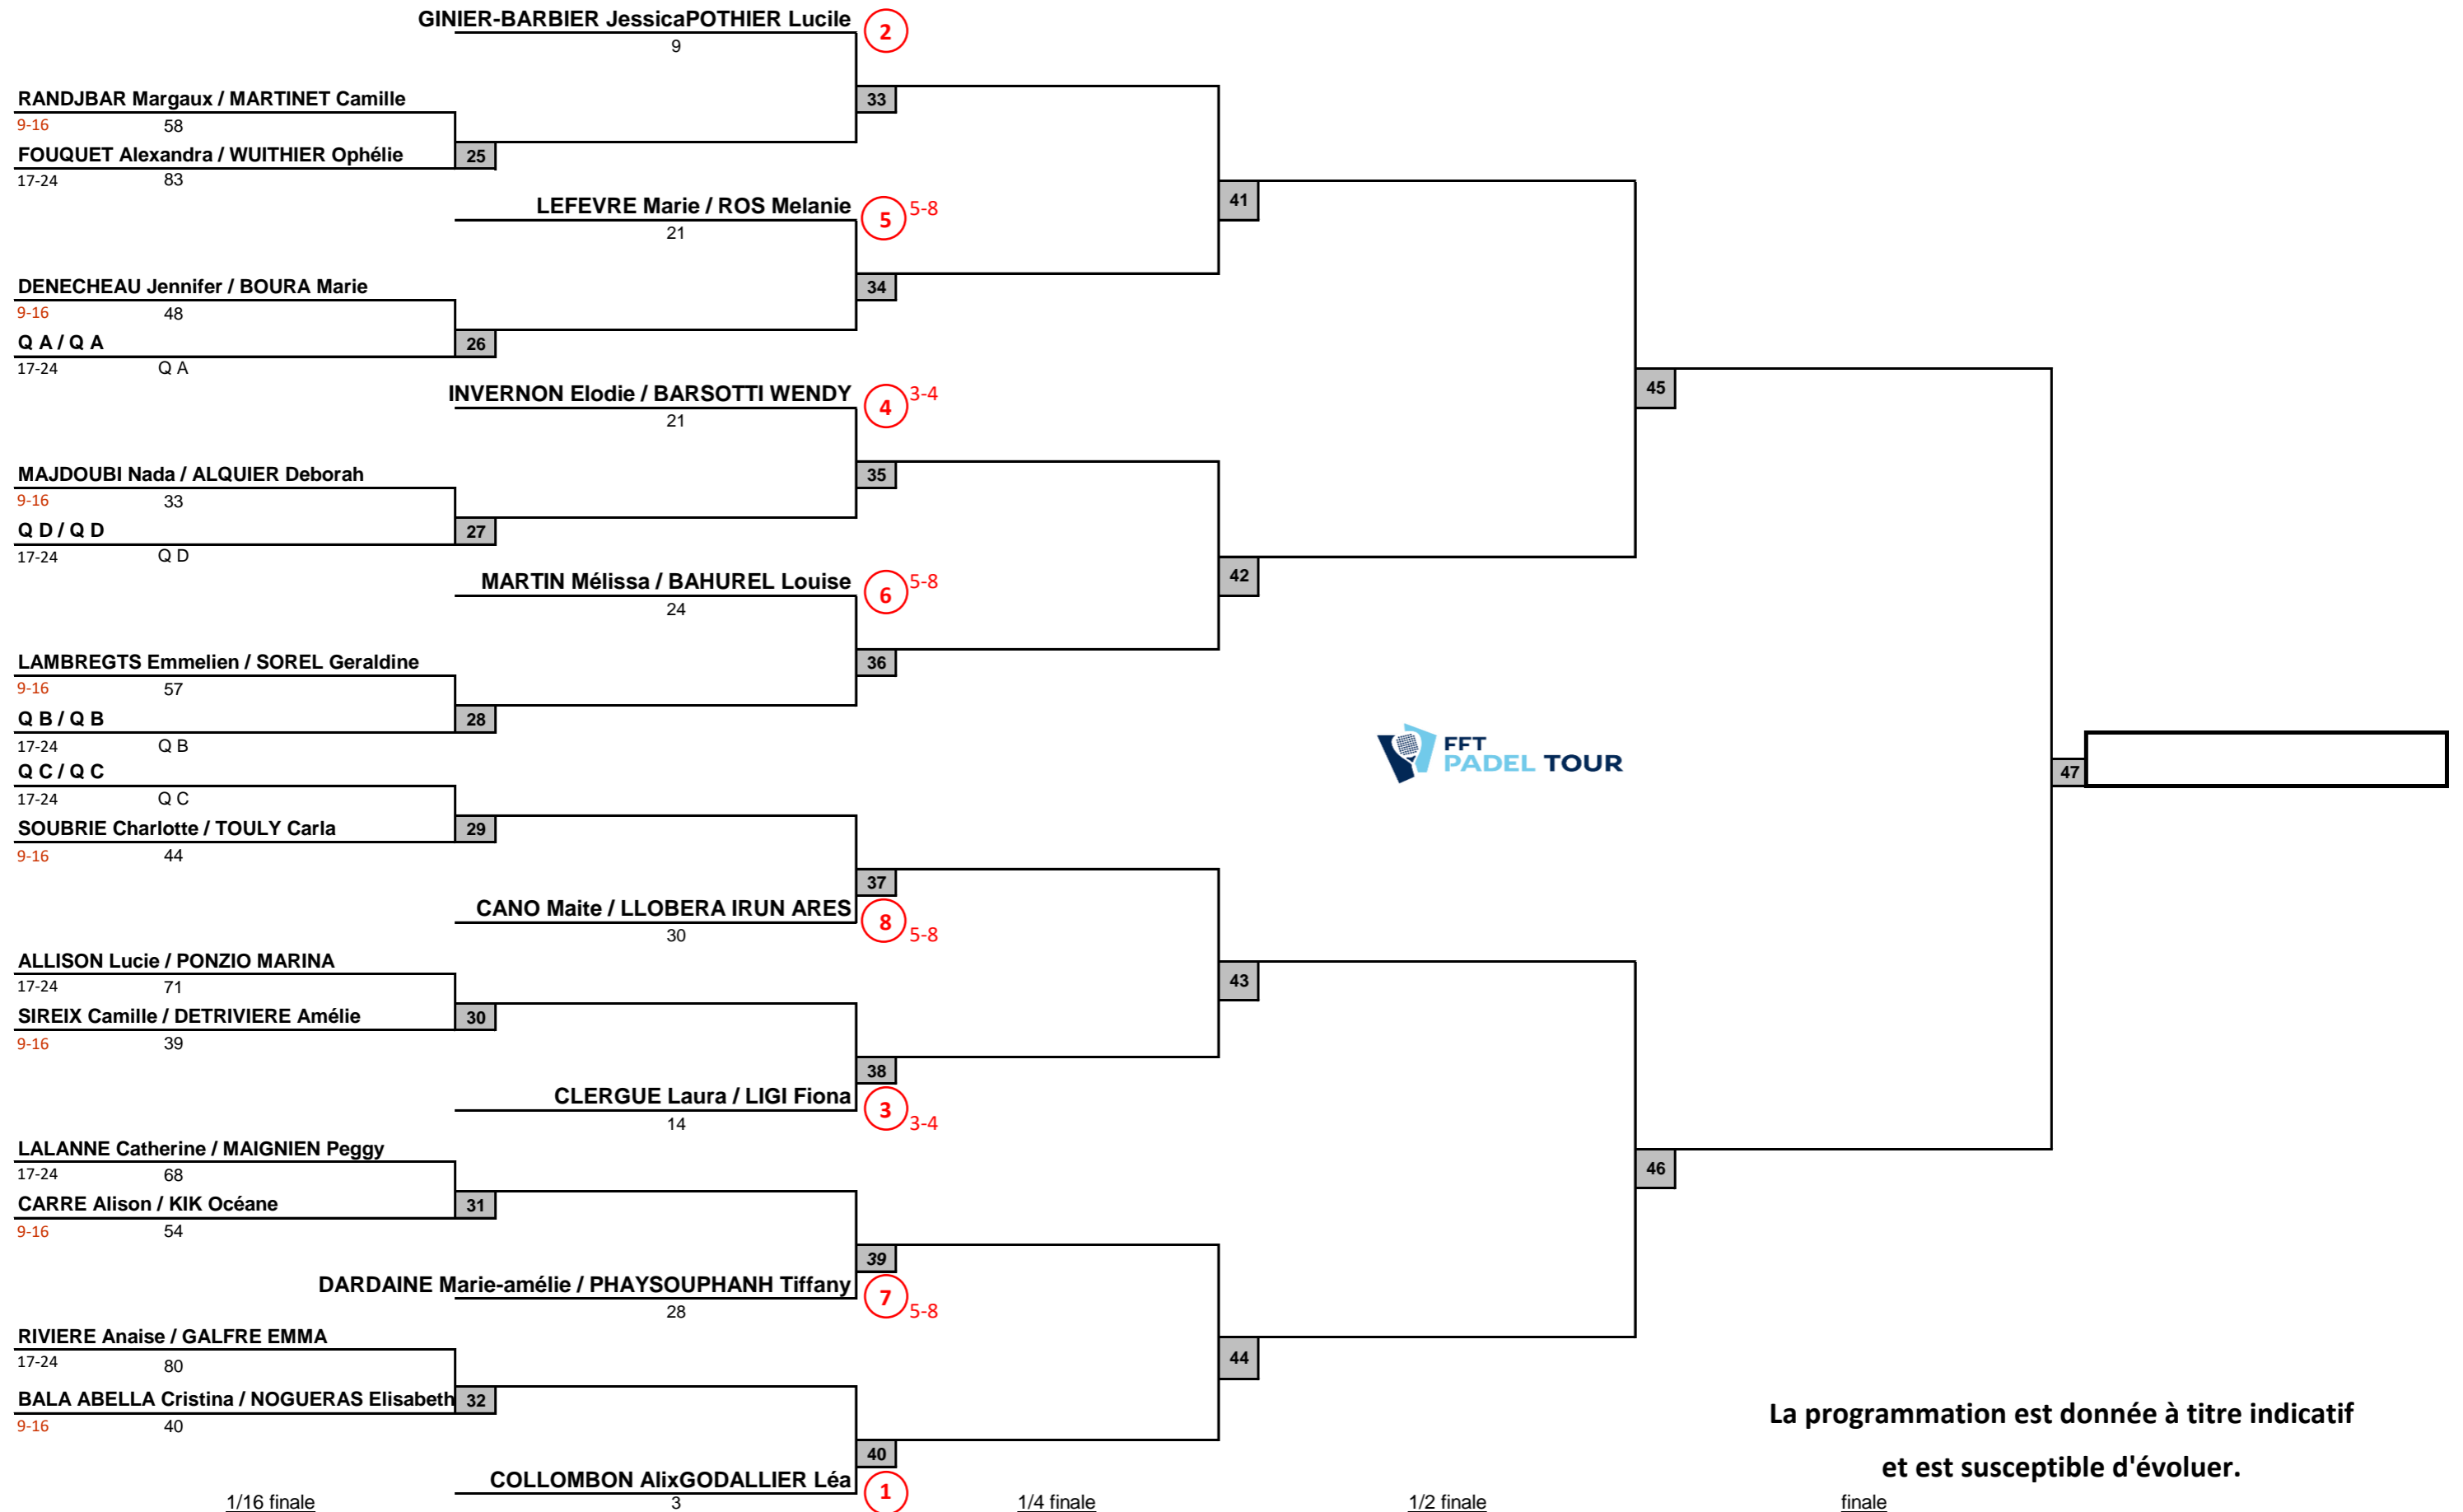 GINIER-BARBIER JessicaPOTHIER Lucile
2
9
RANDJBAR Margaux / MARTINET Camille
33
9-16 58
FOUQUET Alexandra / WUITHIER Ophélie
25
17-24 83
LEFEVRE Marie / ROS Melanie
5 5-8
41
21
DENECHEAU Jennifer / BOURA Marie
34
9-16 48
Q A / Q A
26
17-24 Q A
INVERNON Elodie / BARSOTTI WENDY
4 3-4
45
21
MAJDOUBI Nada / ALQUIER Deborah
35
9-16 33
Q D / Q D
27
17-24 Q D
MARTIN Mélissa / BAHUREL Louise
6 5-8
42
24
LAMBREGTS Emmelien / SOREL Geraldine
36
9-16 57
Q B / Q B
28
17-24 Q B
FFT
PADEL TOUR
Q C / Q C
47
17-24 Q C
SOUBRIE Charlotte / TOULY Carla
29
9-16 44
37
CANO Maite / LLOBERA IRUN ARES
8 5-8
30
ALLISON Lucie / PONZIO MARINA
17-24 71
43
SIREIX Camille / DETRIVIERE Amélie
30
9-16 39
38
CLERGUE Laura / LIGI Fiona
3 3-4
14
LALANNE Catherine / MAIGNIEN Peggy
17-24 68
46
CARRE Alison / KIK Océane
31
9-16 54
39
DARDAINE Marie-amélie / PHAYSOUPHANH Tiffany
7 5-8
28
RIVIERE Anaise / GALFRE EMMA
17-24 80
44
BALA ABELLA Cristina / NOGUERAS Elisabeth
32
9-16 40
La programmation est donnée à titre indicatif
40
et est susceptible d'évoluer.
COLLOMBON AlixGODALLIER Léa
1
3
1/16 finale 1/4 finale 1/2 finale finale